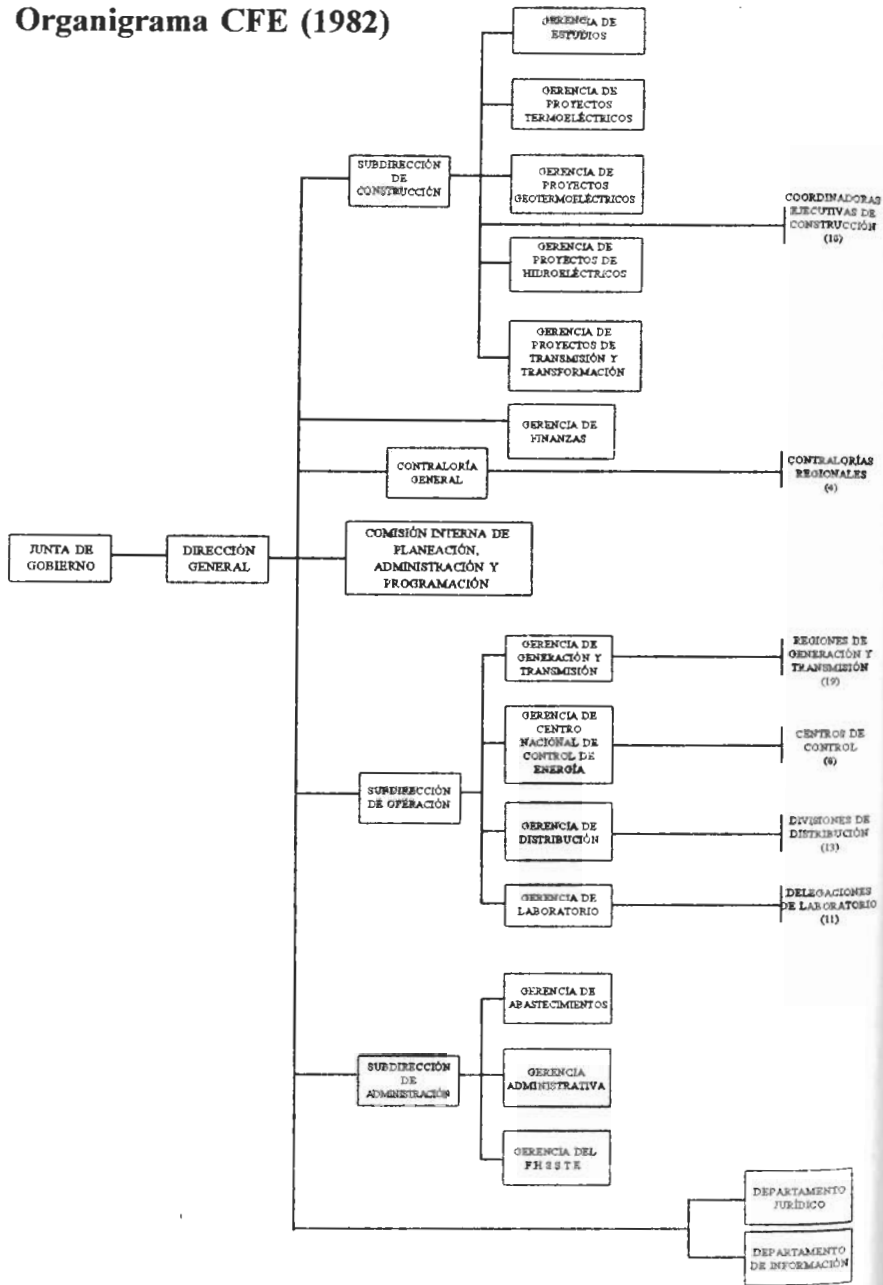 Organigrama CFE (1982)
GERENCIA DE
ESTUDIOS
GERENCIA DE
PROYECTOS
TERMOELÉCTRICOS
SUBDIRECCIÓN
DE
CONSTRUCCIÓN
GERENCIA DE
PROYECTOS
GEOTERMOELÉCTRICOS
COORDINADORAS
EJECUTIVAS DE
CONSTRUCCIÓN
GERENCIA DE
PROYECTOS DE
HIDROELÉCTRICOS
GERENCIA DE
PROYECTOS DE
TRANSMISIÓN Y
TRANSFORMACIÓN
GERENCIA DE
FINANZAS
CONTRALORÍA
GENERAL
CONTRALORÍAS
REGIONALES
JUNTA DE
GOBIERNO
DIRECCIÓN
GENERAL
COMISIÓN INTERNA DE
PLANEACIÓN,
ADMINISTRACIÓN Y
PROGRAMACIÓN
GERENCIA DE
GENERACIÓN Y
TRANSMISIÓN
REGIONES DE
GENERACIÓN Y
TRANSMISIÓN
(19)
GERENCIA DE
CENTRO
NACIONAL DE
CONTROL DE
ENERGÍA
CENTROS DE
CONTROL
SUBDIRECCIÓN
DE OPERACIÓN
GERENCIA DE
DISTRIBUCIÓN
DIVISIONES DE
DISTRIBUCIÓN
(13)
GERENCIA DE
LABORATORIO
DELEGACIONES
DE LABORATORIO
(11)
GERENCIA DE
ABASTECIMIENTOS
SUBDIRECCIÓN
DE
ADMINISTRACIÓN
GERENCIA
ADMINISTRATIVA
GERENCIA DEL
DEPARTAMENTO
JURÍDICO
DEPARTAMENTO
DE INFORMACIÓN